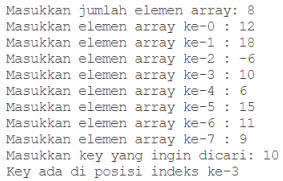 Masukkan jumlah elemen array: 8
Masukkan elemen array ke-0 : 12
Masukkan elemen array ke-1 : 18
Masukkan elemen array ke-2: -6
Masukkan elemen array ke-3 : 10
Masukkan elemen array ke-4 : 6
Masukkan elemen array ke-5 : 15
Masukkan elemen array ke-6 : 11
Masukkan elemen array ke-7 : 9
Masukkan key yang ingin dicari: 10
Key ada di posisi indeks ke-3